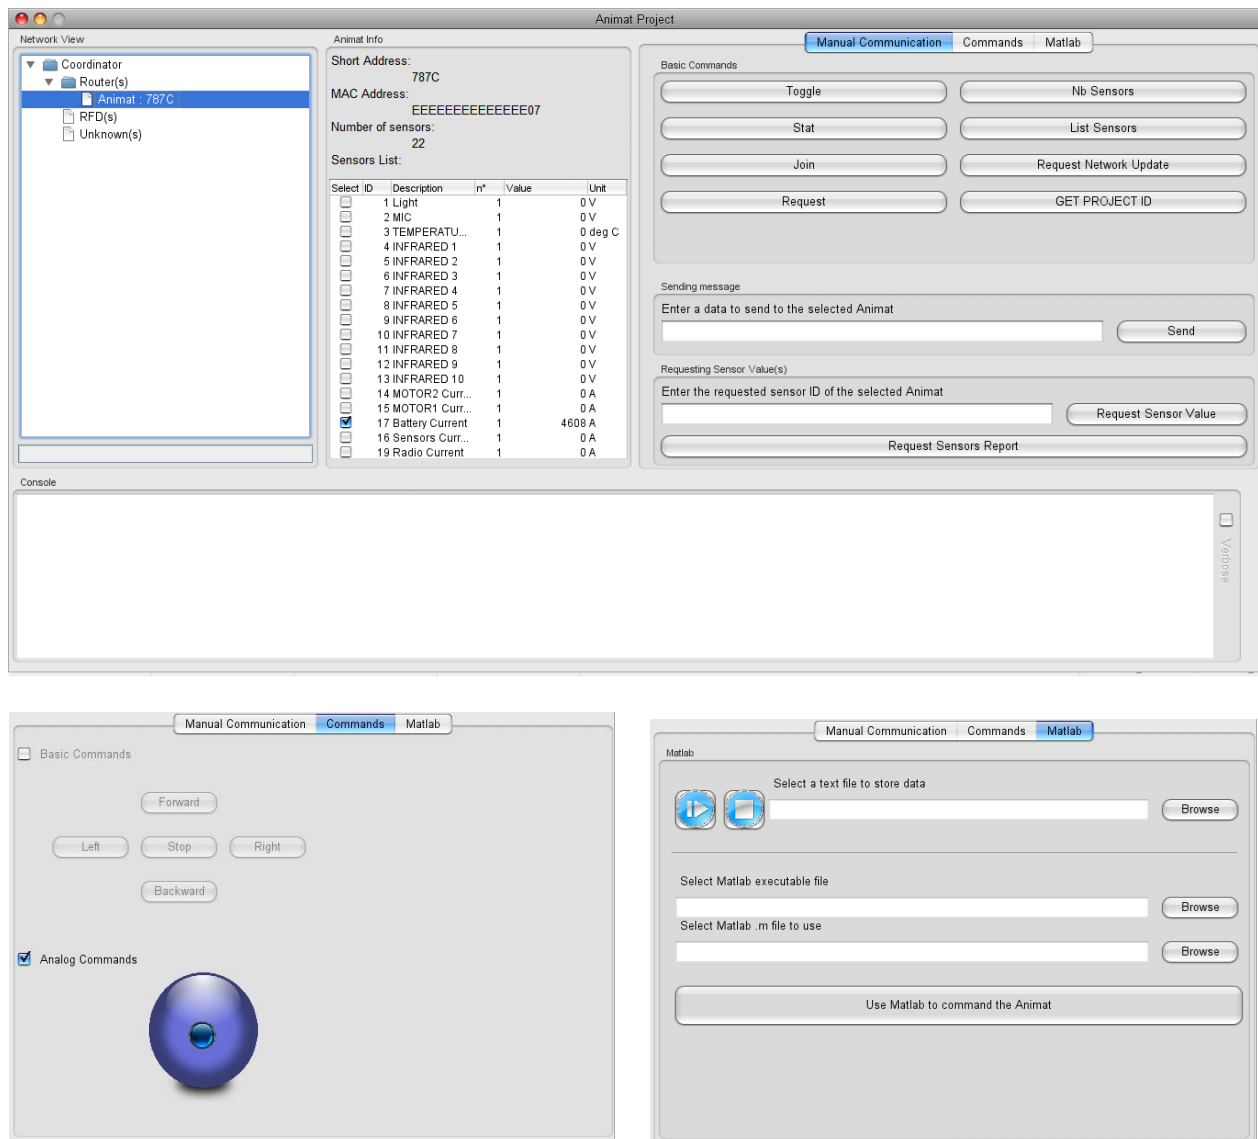 Animat Project
Network View
Coordinator
Router(s)
Animat : 787C
RFD(s)
Unknown(s)
Animat Info
Short Address:
787C
MAC Address:
EEEEEEEEEEEEEE07
Number of sensors:
22
Sensors List:
Select ID Description n° Value Unit
1 Light 1 0 V
2 MIC 1 0 V
3 TEMPERATU... 1 0 deg C
4 INFRARED 1 1 0 V
5 INFRARED 2 1 0 V
6 INFRARED 3 1 0 V
7 INFRARED 4 1 0 V
8 INFRARED 5 1 0 V
9 INFRARED 6 1 0 V
10 INFRARED 7 1 0 V
11 INFRARED 8 1 0 V
12 INFRARED 9 1 0 V
13 INFRARED 10 1 0 V
14 MOTOR2 Curr... 1 0 A
15 MOTOR1 Curr... 1 0 A
17 Battery Current 1 4608 A
16 Sensors Curr... 1 0 A
19 Radio Current 1 0 A
Manual Communication Commands Matlab
Basic Commands
Toggle Nb Sensors
Stat List Sensors
Join Request Network Update
Request GET PROJECT ID
Sending message
Enter a data to send to the selected Animat
Send
Requesting Sensor Value(s)
Enter the requested sensor ID of the selected Animat
Request Sensor Value
Request Sensors Report
Console
Verbose
Manual Communication Commands Matlab
Basic Commands
Forward
Left Stop Right
Backward
Analog Commands
Manual Communication Commands Matlab
Matlab
Select a text file to store data
Browse
Select Matlab executable file
Browse
Select Matlab .m file to use
Browse
Use Matlab to command the Animat